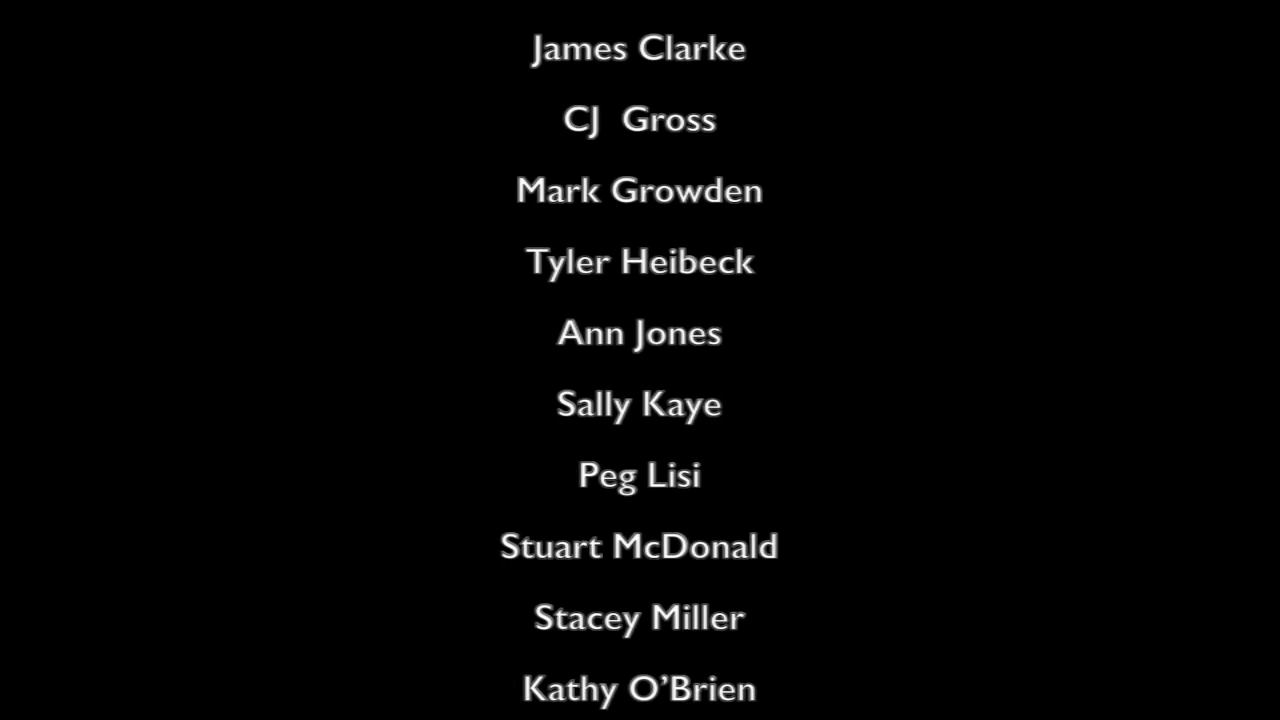 James Clarke
CJ  Gross
Mark Growden
Tyler Heibeck
Ann Jones
Sally Kaye
Peg Lisi
Stuart McDonald
Stacey Miller
Kathy O’Brien